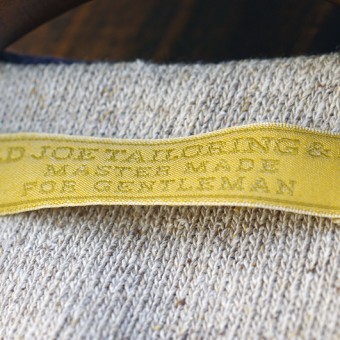 D JOE TAILORING &
MASTER MADE
FOR GENTLEMAN